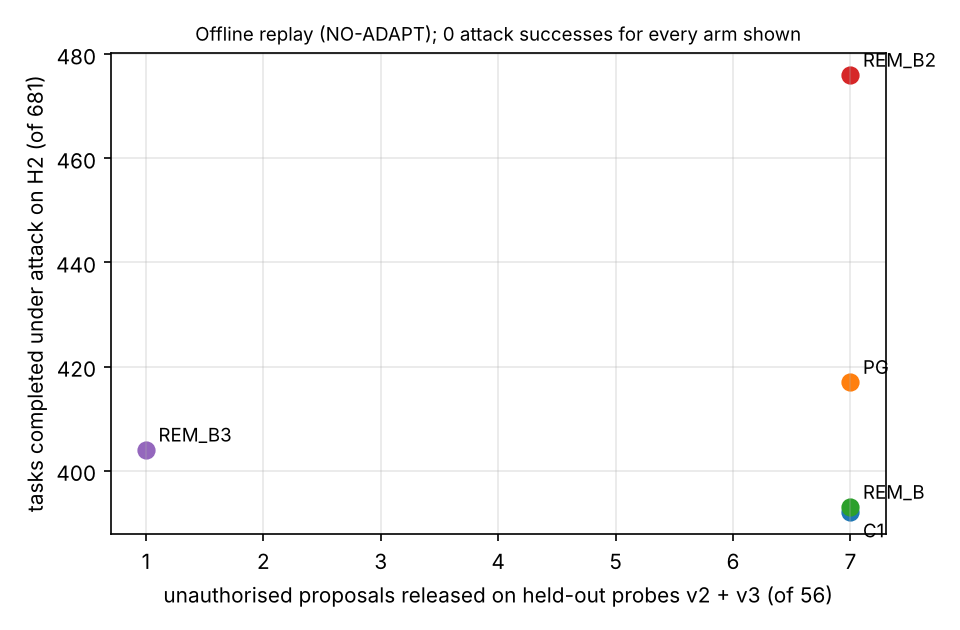 Offline replay (NO-ADAPT); 0 attack successes for every arm shown
tasks completed under attack on H2 (of 681)
480
460
440
420
400
REM_B2
PG
REM_B3
REM_B
C1
1 2 3 4 5 6 7
unauthorised proposals released on held-out probes v2 + v3 (of 56)